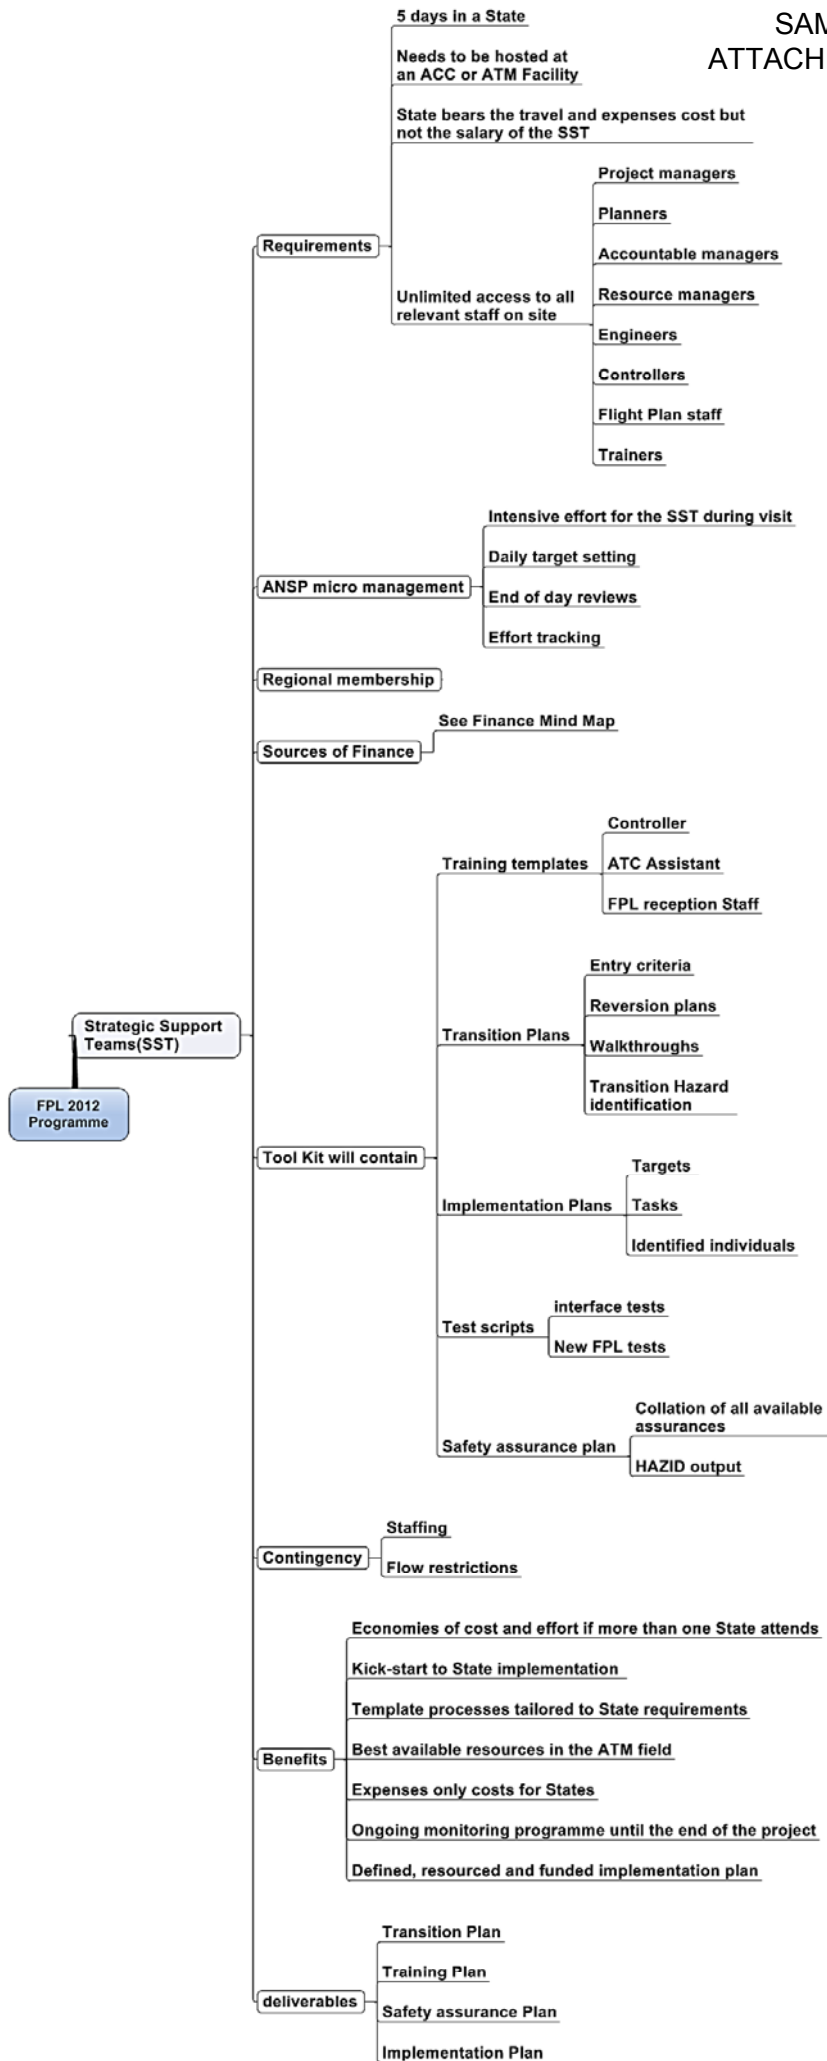 SAM
ATTACH
5 days in a State
Needs to be hosted at
an ACC or ATM Facility
State bears the travel and expenses cost but
not the salary of the SST
Project managers
Planners
Accountable managers
Requirements
Unlimited access to all
relevant staff on site
Resource managers
Engineers
Controllers
Flight Plan staff
Trainers
Intensive effort for the SST during visit
Daily target setting
ANSP micro management
End of day reviews
Effort tracking
Regional membership
See Finance Mind Map
Sources of Finance
Controller
Training templates
ATC Assistant
FPL reception Staff
Entry criteria
Reversion plans
Strategic Support
Teams(SST)
Transition Plans
Walkthroughs
Transition Hazard
identification
FPL 2012
Programme
Tool Kit will contain
Targets
Implementation Plans
Tasks
Identified individuals
interface tests
Test scripts
New FPL tests
Collation of all available
assurances
Safety assurance plan
HAZID output
Staffing
Contingency
Flow restrictions
Economies of cost and effort if more than one State attends
Kick-start to State implementation
Template processes tailored to State requirements
Benefits
Best available resources in the ATM field
Expenses only costs for States
Ongoing monitoring programme until the end of the project
Defined, resourced and funded implementation plan
Transition Plan
Training Plan
deliverables
Safety assurance Plan
Implementation Plan